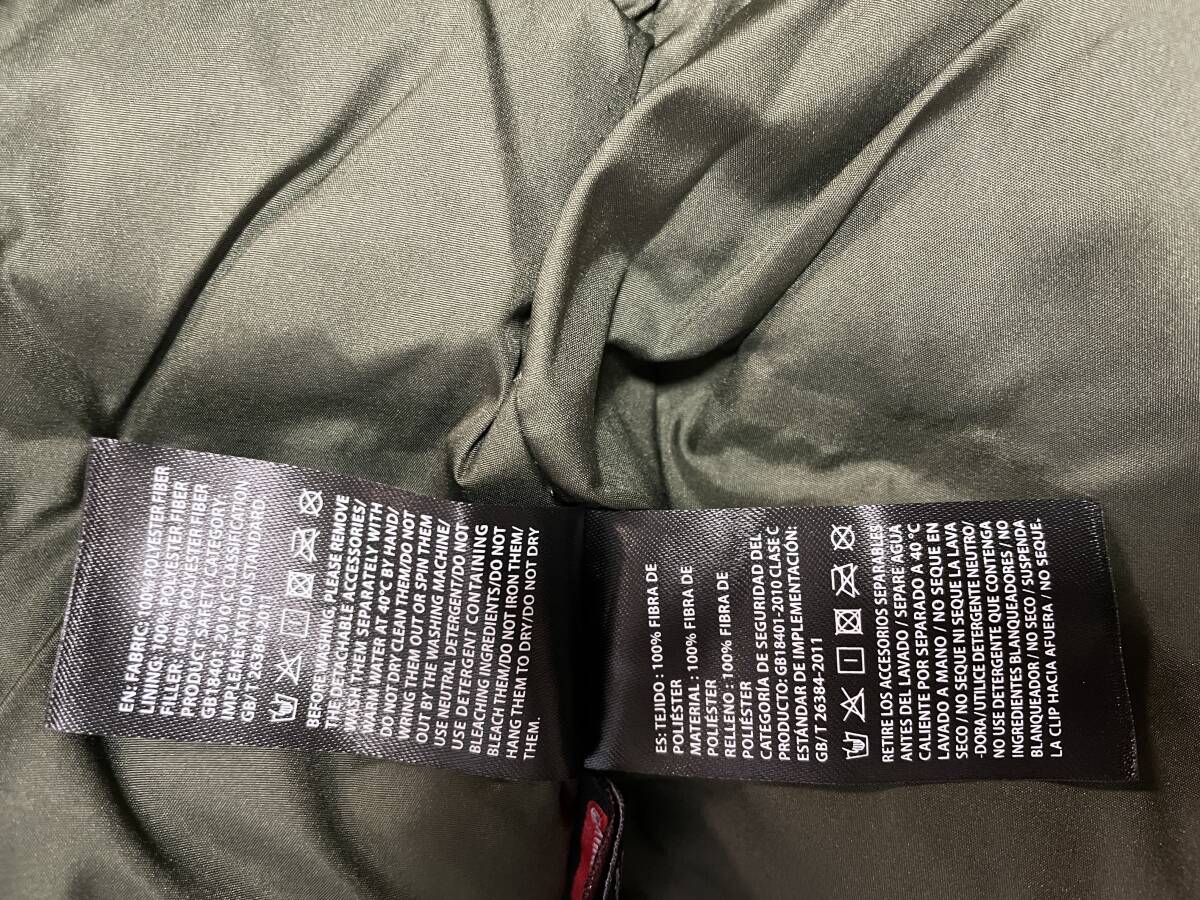 EN: FABRIC: 100% POLYESTER FIBER
LINING: 100% POLYESTER FIBER
FILLER: 100% POLYESTER FIBER
PRODUCT SAFETY CATEGORY
GB18401-2010 CLASSIFICATION
IMPLEMENTATION STANDARD:
GB/T 26384-2011
BEFORE WASHING, PLEASE REMOVE
THE DETACHABLE ACCESSORIES/
WASH THEM SEPARATELY WITH
WARM WATER AT 40°C BY HAND/
DO NOT DRY CLEAN THEM/DO NOT
WRING THEM OUT OR SPIN THEM
OUT BY THE WASHING MACHINE/
USE NEUTRAL DETERGENT/DO NOT
USE DETERGENT CONTAINING
BLEACHING INGREDIENTS/DO NOT
BLEACH THEM/DO NOT IRON THEM/
HANG THEM TO DRY/DO NOT DRY
THEM.
ES: TEJIDO : 100% FIBRA DE
POLIÉSTER
MATERIAL : 100% FIBRA DE
POLIÉSTER
RELLENO : 100% FIBRA DE
POLIÉSTER
CATEGORÍA DE SEGURIDAD DEL
PRODUCTO: GB18401-2010 CLASE C
ESTÁNDAR DE IMPLEMENTACIÓN:
GB/ T 26384-2011
RETIRE LOS ACCESORIOS SEPARABLES
ANTES DEL LAVADO / SEPARE AGUA
CALIENTE POR SEPARADO A 40 °C
LAVADO A MANO / NO SEQUE EN
SECO / NO SEQUE NI SEQUE LA LAVA
-DORA/UTILICE DETERGENTE NEUTRO/
NO USE DETERGENTE QUE CONTENGA
INGREDIENTES BLANQUEADORES / NO
BLANQUEADOR / NO SECO / SUSPENDA
LA CLIP HACIA AFUERA / NO SEQUE.